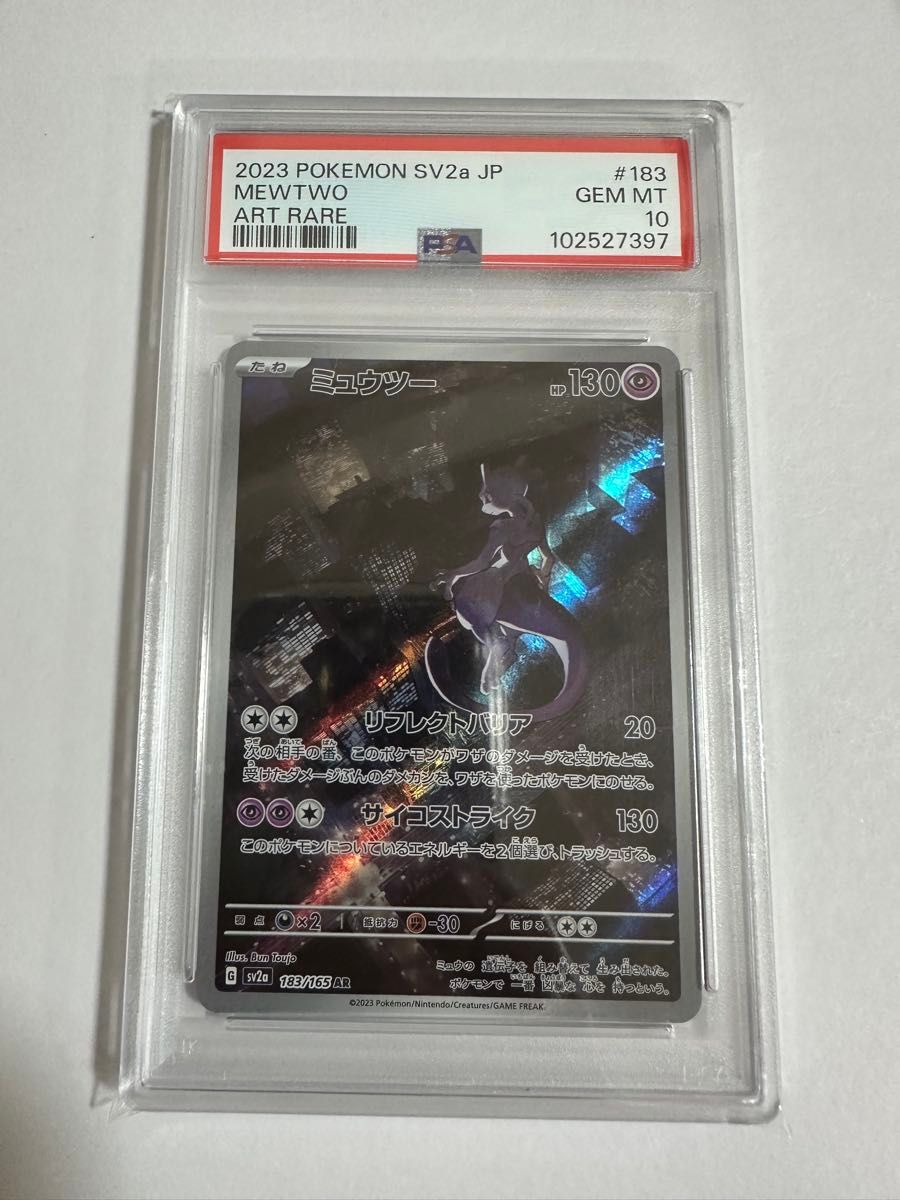 2023 POKEMON SV2a JP #183
MEWTWO GEM MT
ART RARE 10
PSA 102527397
たね ミュウツー HP 130
リフレクトバリア 20
次の相手の番、このポケモンがワザのダメージを受けたとき、
受けたダメージぶんのダメカンを、ワザを使ったポケモンにのせる。
サイコストライク 130
このポケモンについているエネルギーを2個選び、トラッシュする。
弱点 ×2 抵抗力 -30 にげる
Illus. Bun Toujo
G sv2a 183/165 AR
ミュウの 遺伝子を 組み替えて 生み出された。
ポケモンで 一番 凶暴な 心を 持つという。
©2023 Pokémon/Nintendo/Creatures/GAME FREAK.